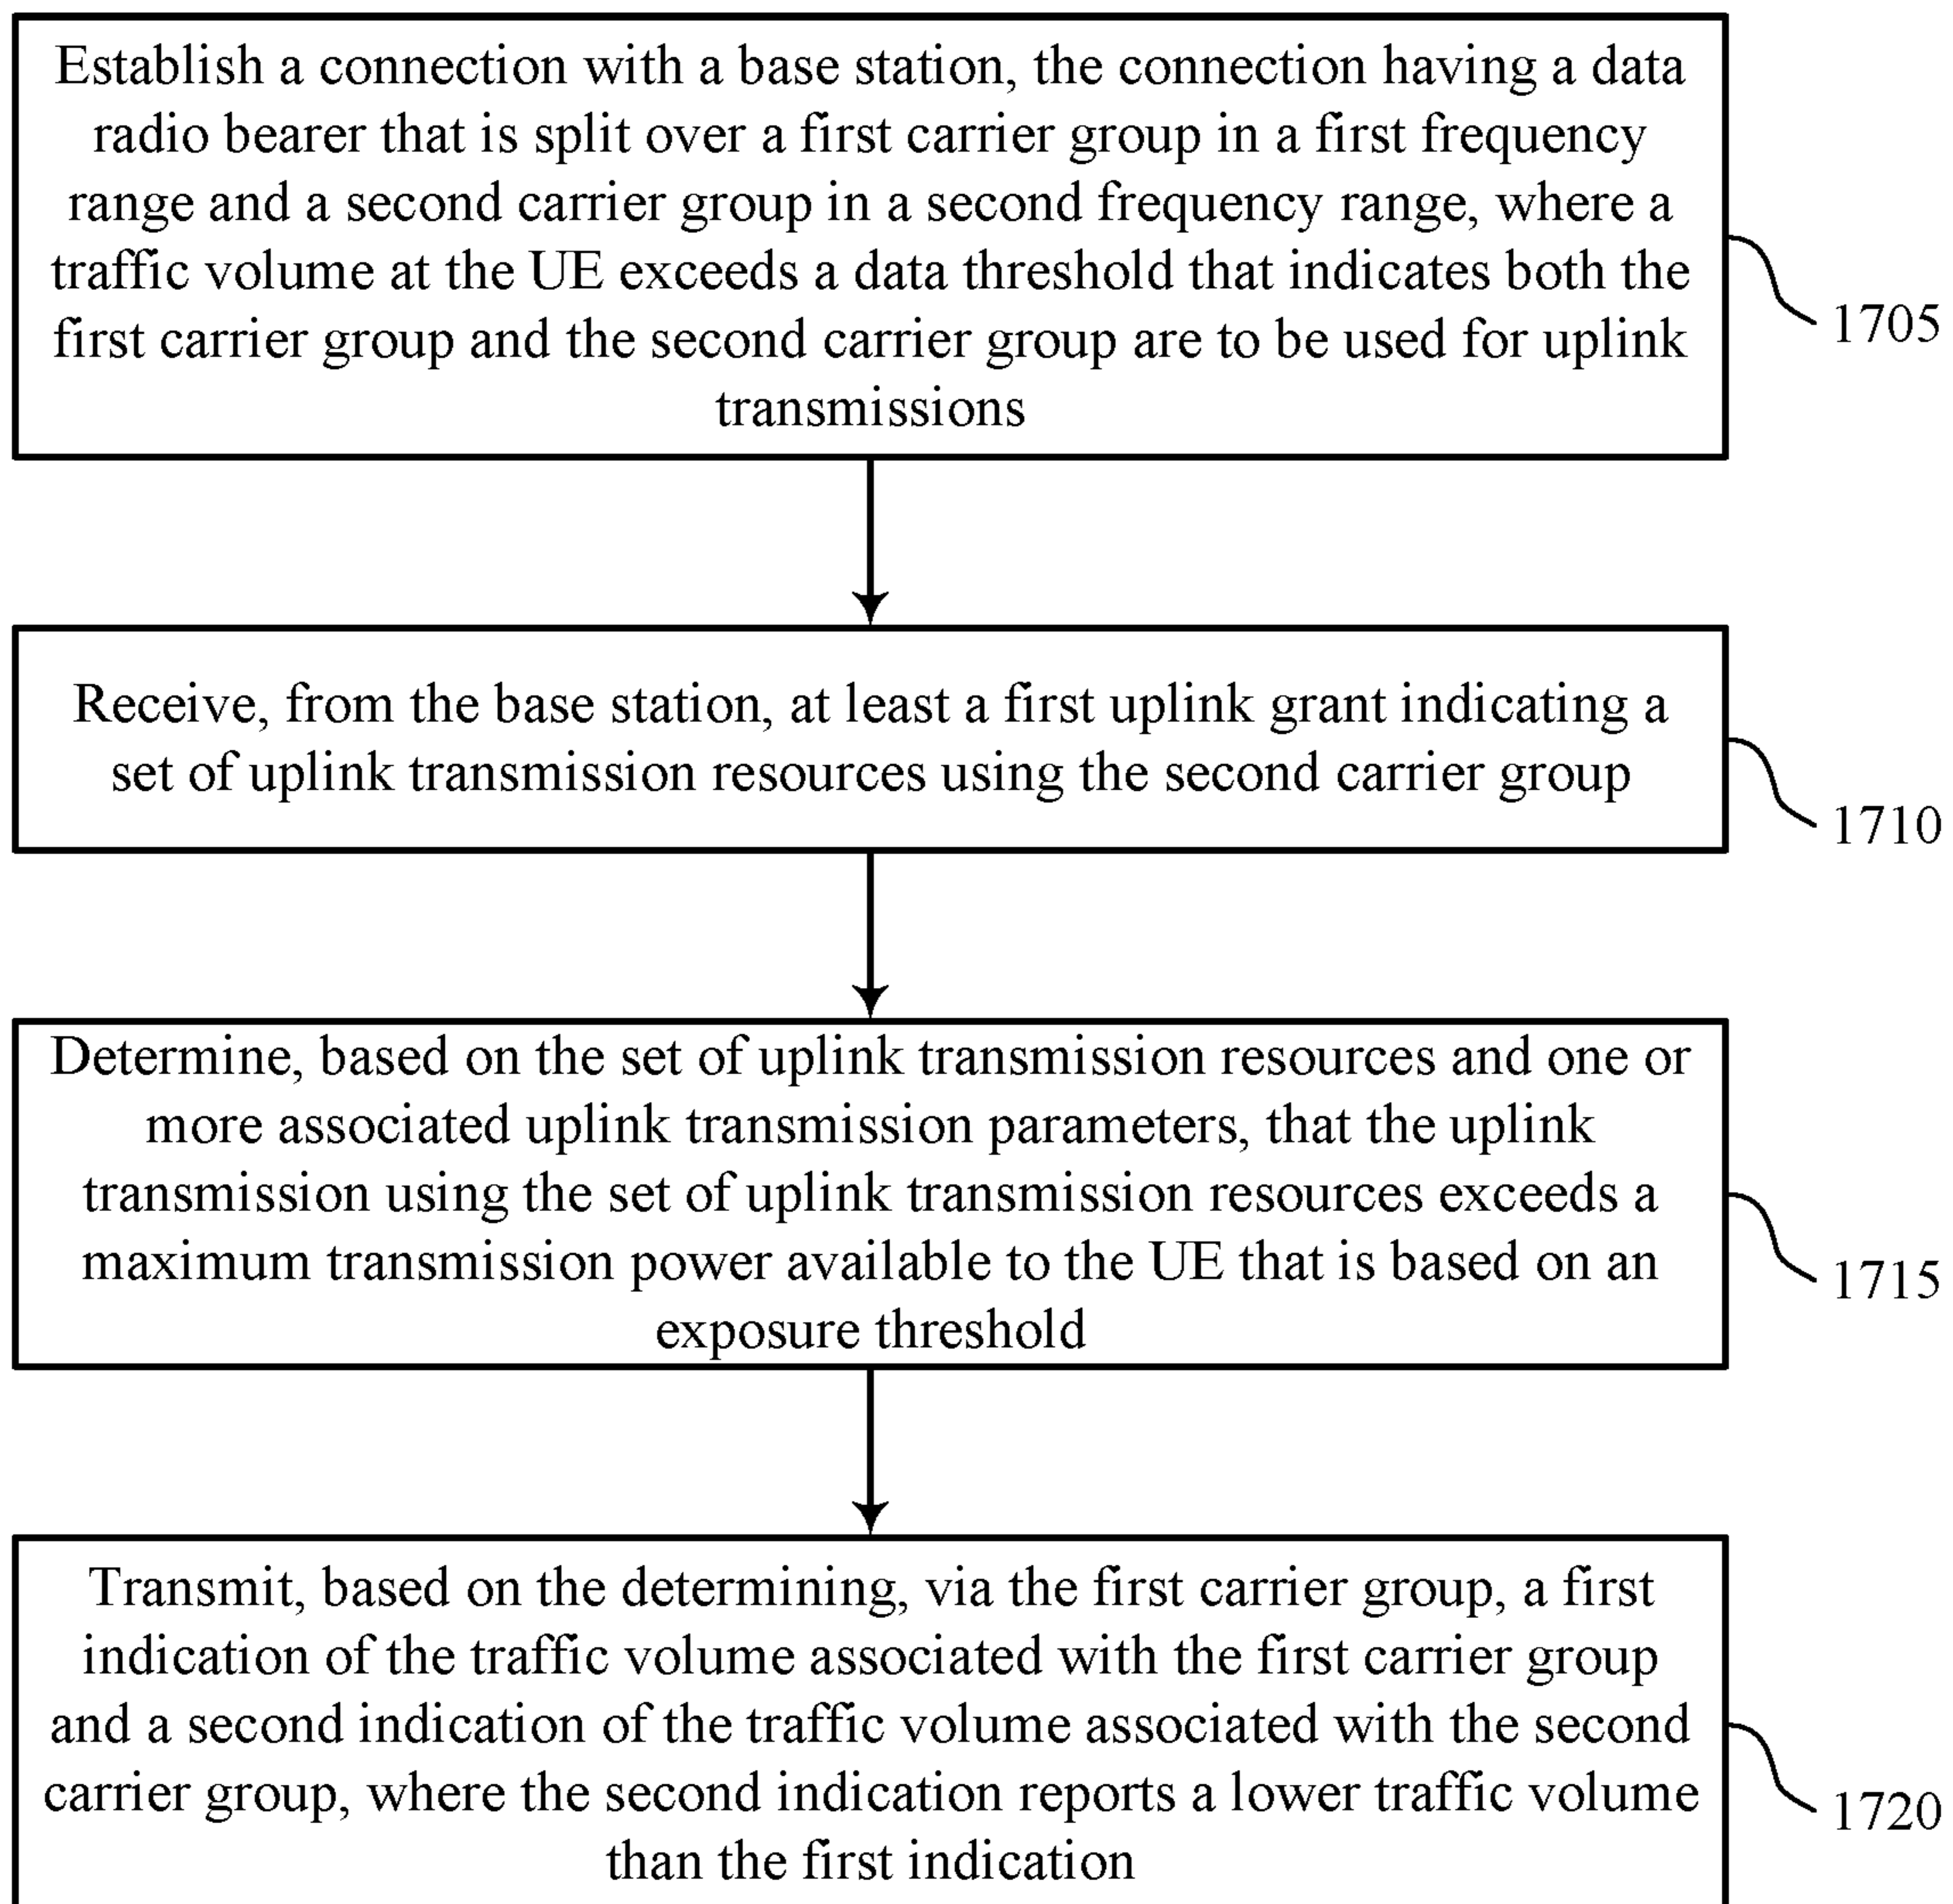 Establish a connection with a base station, the connection having a data
radio bearer that is split over a first carrier group in a first frequency
range and a second carrier group in a second frequency range, where a
traffic volume at the UE exceeds a data threshold that indicates both the
first carrier group and the second carrier group are to be used for uplink
transmissions
1705
Receive, from the base station, at least a first uplink grant indicating a
set of uplink transmission resources using the second carrier group
1710
Determine, based on the set of uplink transmission resources and one or
more associated uplink transmission parameters, that the uplink
transmission using the set of uplink transmission resources exceeds a
maximum transmission power available to the UE that is based on an
exposure threshold
1715
Transmit, based on the determining, via the first carrier group, a first
indication of the traffic volume associated with the first carrier group
and a second indication of the traffic volume associated with the second
carrier group, where the second indication reports a lower traffic volume
than the first indication
1720